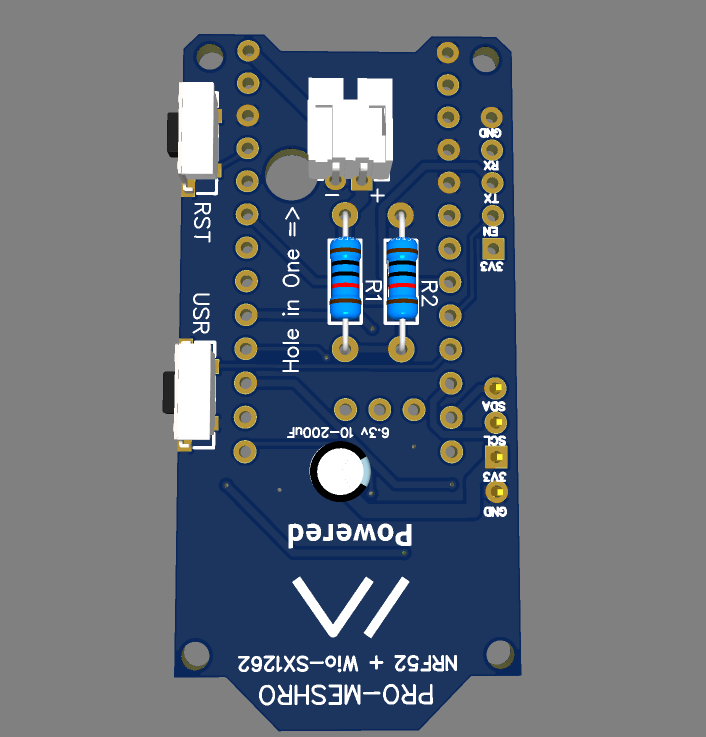 GND
RX
TX
EN
3V3
- +
RST
Hole in One =>
R1
R2
USR
SDA
SCL
3V3
GND
6.3v 10-200uF
Powered
NRF52 + Wio-SX1262
PRO-MESHRO